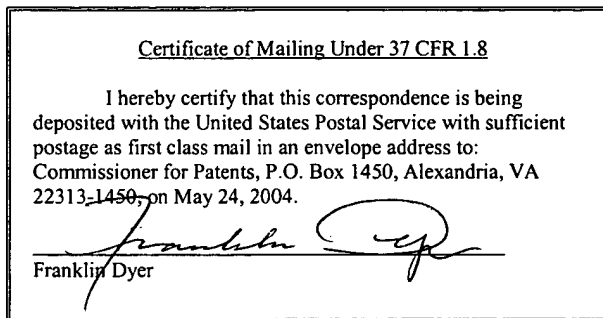 Certificate of Mailing Under 37 CFR 1.8
I hereby certify that this correspondence is being
deposited with the United States Postal Service with sufficient
postage as first class mail in an envelope address to:
Commissioner for Patents, P.O. Box 1450, Alexandria, VA
22313-1450, on May 24, 2004.
Franklin Dyer
Franklin Dyer